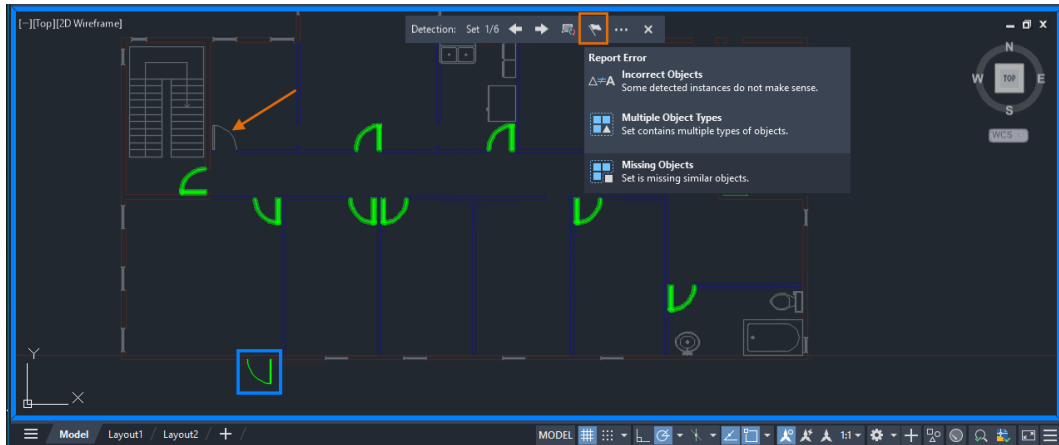 [−][Top][2D Wireframe]
Detection: Set 1/6
Report Error
Incorrect Objects
Some detected instances do not make sense.
Multiple Object Types
Set contains multiple types of objects.
Missing Objects
Set is missing similar objects.
N
W TOP E
S
WCS
Y
X
Model / Layout1 / Layout2 / +
MODEL 1:1